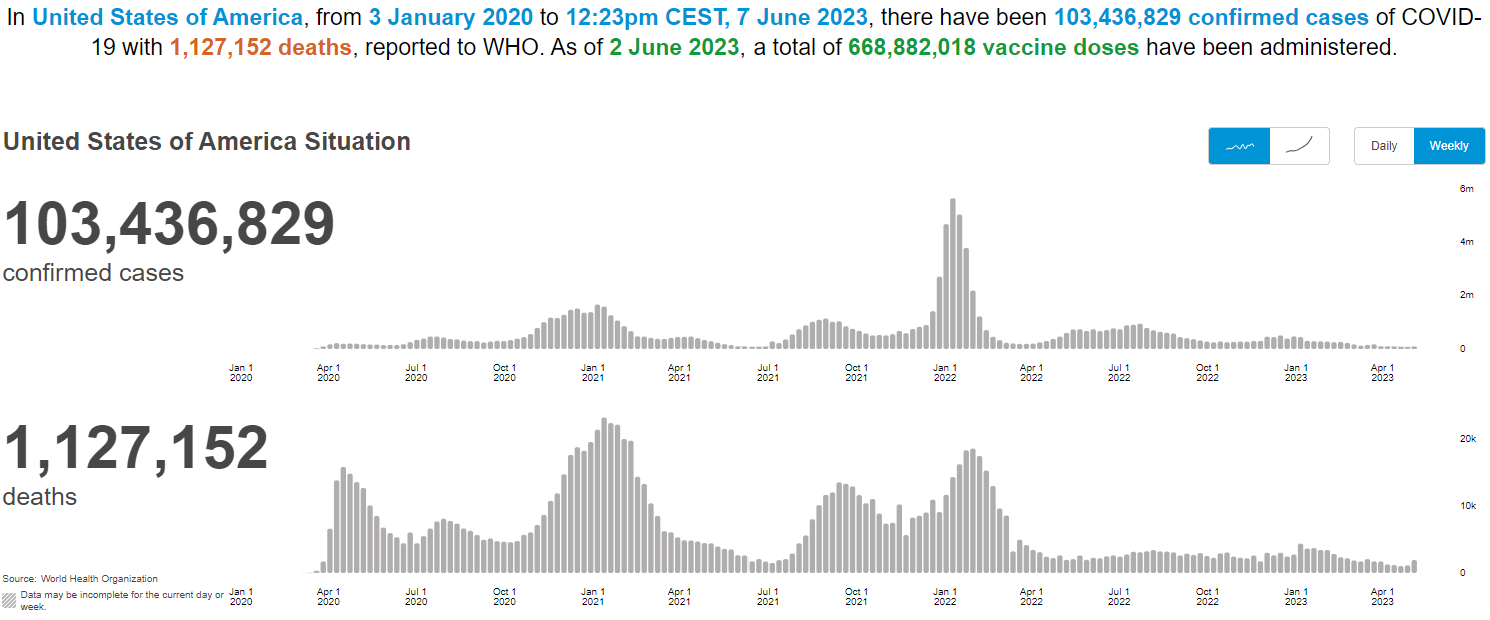 In United States of America, from 3 January 2020 to 12:23pm CEST, 7 June 2023, there have been 103,436,829 confirmed cases of COVID-
19 with 1,127,152 deaths, reported to WHO. As of 2 June 2023, a total of 668,882,018 vaccine doses have been administered.
United States of America Situation
Daily
Weekly
103,436,829
confirmed cases
6m
4m
2m
0
Jan 1 Apr 1 Jul 1 Oct 1 Jan 1 Apr 1 Jul 1 Oct 1 Jan 1 Apr 1 Jul 1 Oct 1 Jan 1 Apr 1
2020 2020 2020 2020 2021 2021 2021 2021 2022 2022 2022 2022 2023 2023
1,127,152
deaths
20k
10k
0
Source: World Health Organization
Data may be incomplete for the current day or
week.
Jan 1 Apr 1 Jul 1 Oct 1 Jan 1 Apr 1 Jul 1 Oct 1 Jan 1 Apr 1 Jul 1 Oct 1 Jan 1 Apr 1
2020 2020 2020 2020 2021 2021 2021 2021 2022 2022 2022 2022 2023 2023